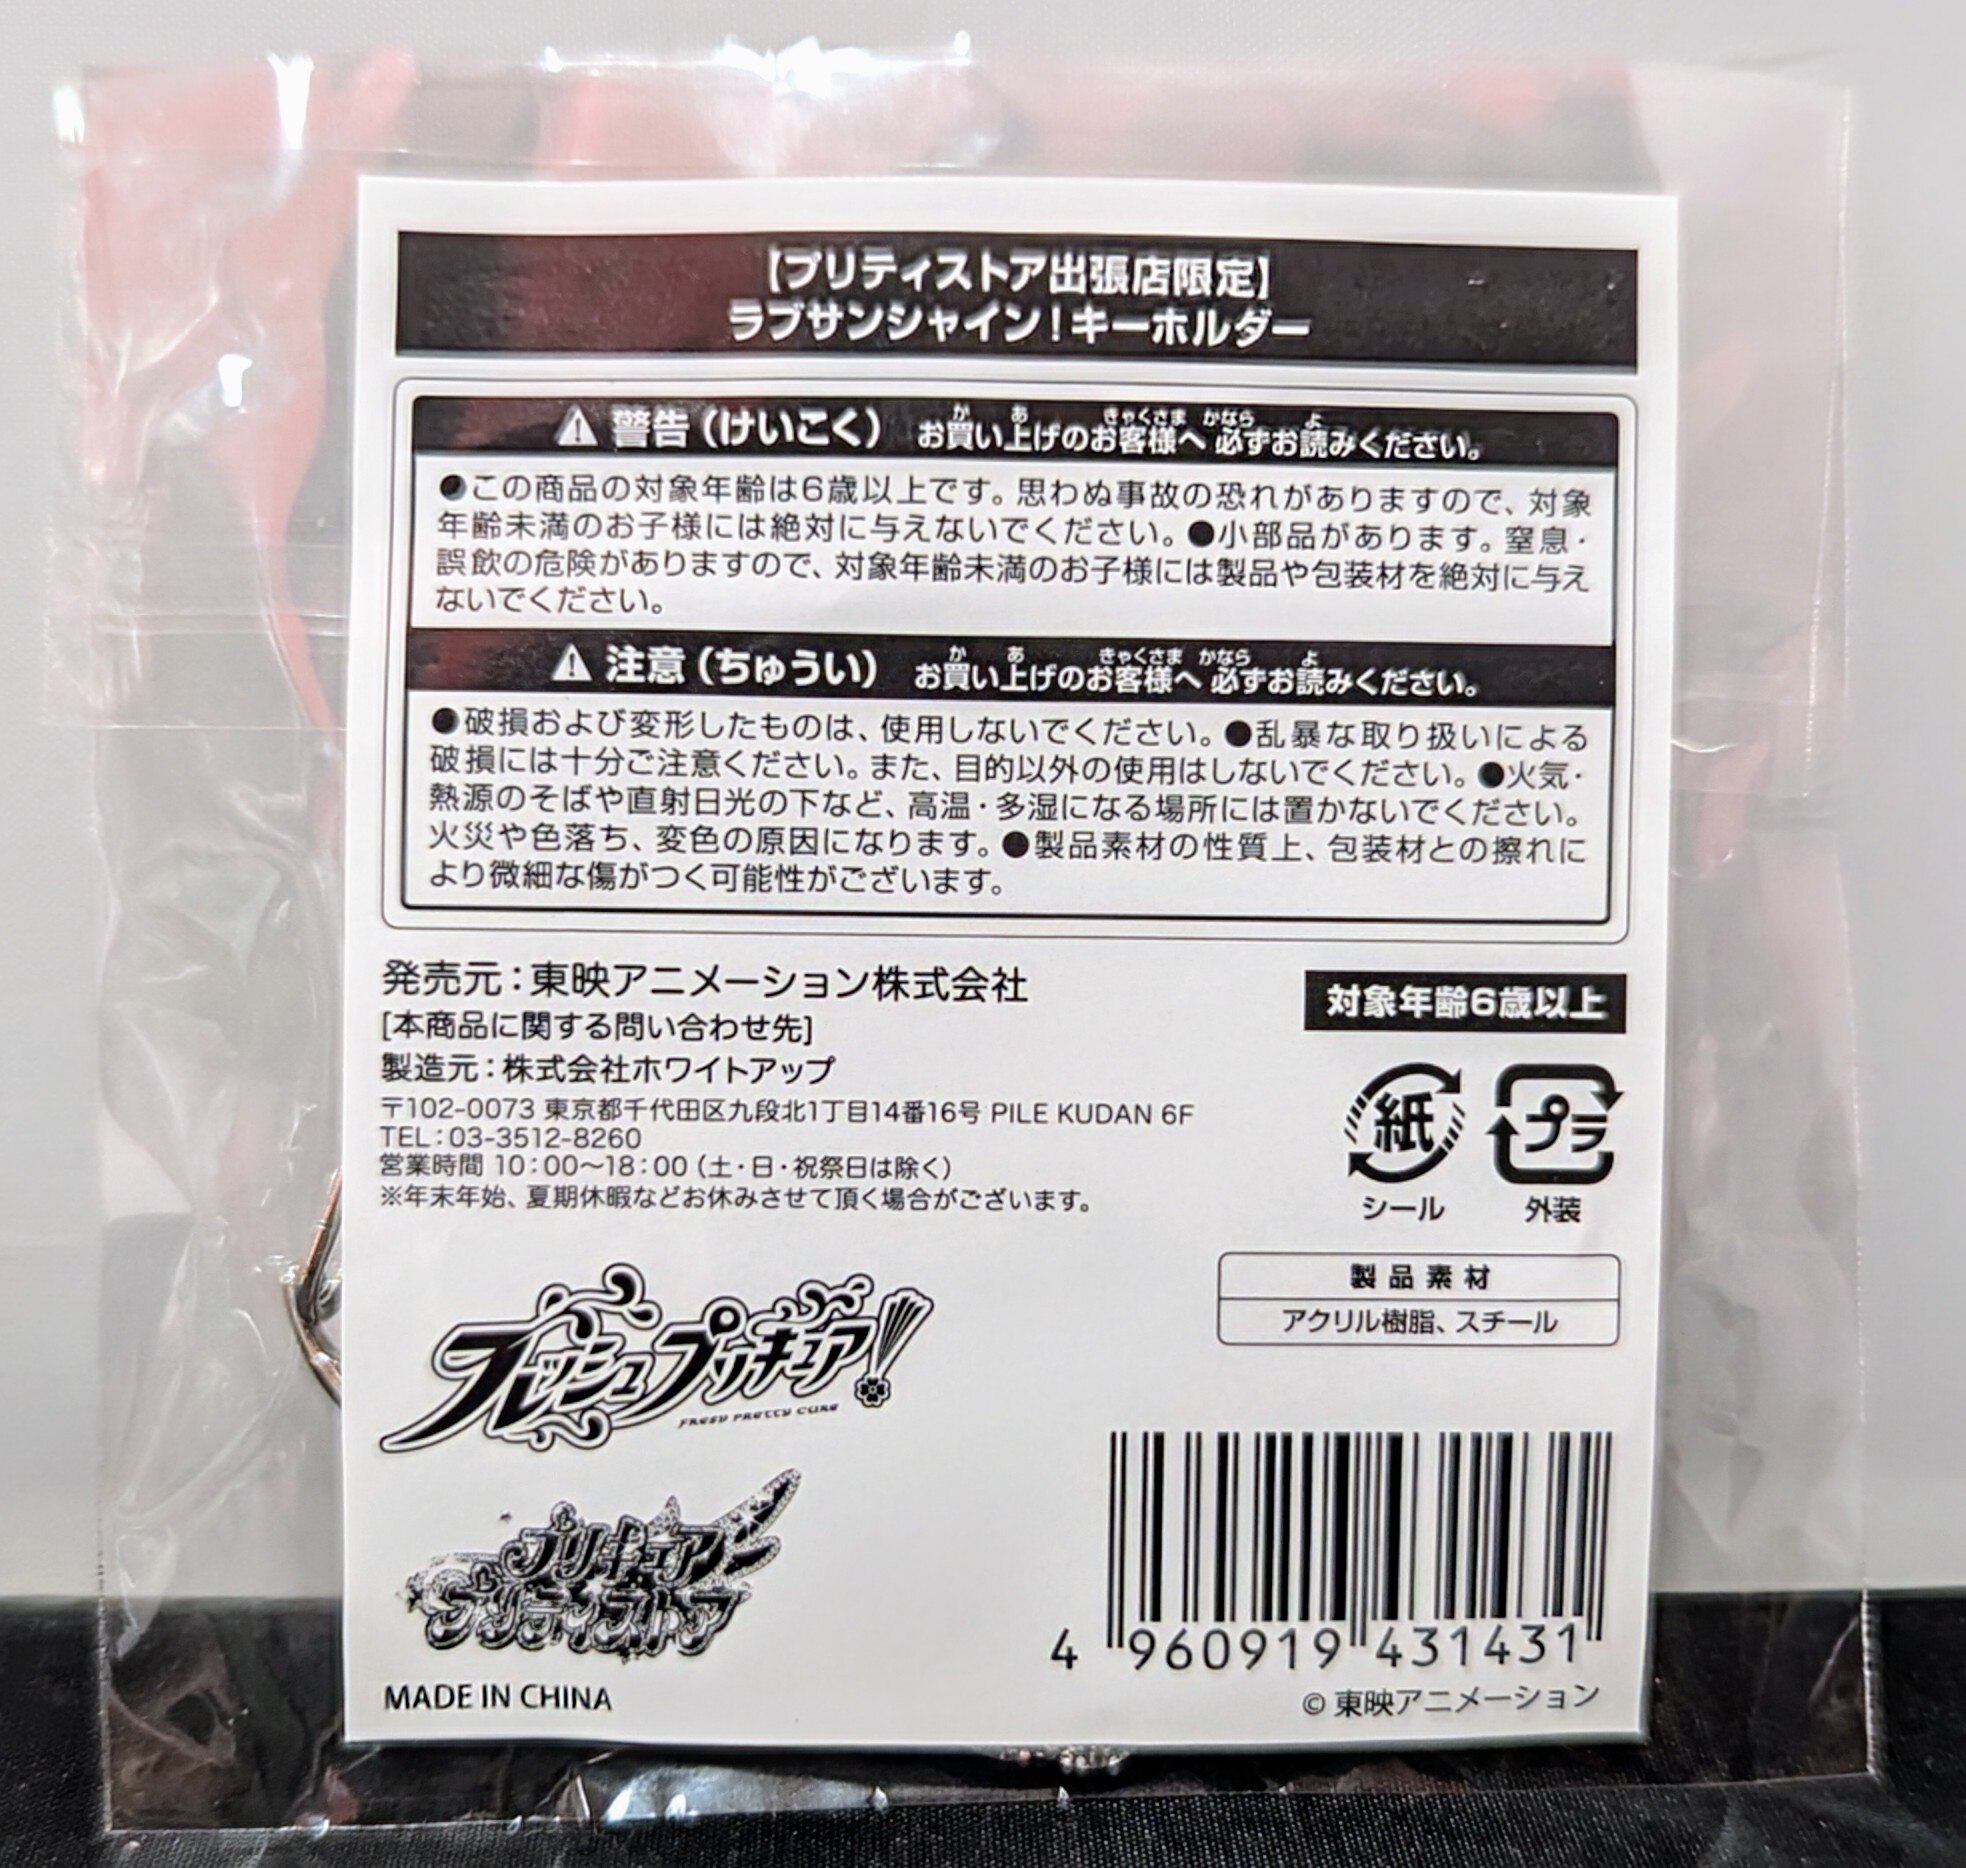 【プリティストア出張店限定】
ラブサンシャイン!キーホルダー
警告(けいこく) お買い上げのお客様へ 必ずお読みください。
●この商品の対象年齢は6歳以上です。思わぬ事故の恐れがありますので、対象
年齢未満のお子様には絶対に与えないでください。●小部品があります。窒息・
誤飲の危険がありますので、対象年齢未満のお子様には製品や包装材を絶対に与え
ないでください。
注意(ちゅうい) お買い上げのお客様へ 必ずお読みください。
●破損および変形したものは、使用しないでください。●乱暴な取り扱いによる
破損には十分ご注意ください。また、目的以外の使用はしないでください。●火気・
熱源のそばや直射日光の下など、高温・多湿になる場所には置かないでください。
火災や色落ち、変色の原因になります。●製品素材の性質上、包装材との擦れに
より微細な傷がつく可能性がございます。
発売元:東映アニメーション株式会社
[本商品に関する問い合わせ先]
製造元:株式会社ホワイトアップ
〒102-0073 東京都千代田区九段北1丁目14番16号 PILE KUDAN 6F
TEL:03-3512-8260
営業時間 10:00〜18:00(土・日・祝祭日は除く)
※年末年始、夏期休暇などお休みさせて頂く場合がございます。
対象年齢6歳以上
紙 プラ
シール 外装
製品素材
アクリル樹脂、スチール
フレッシュプリキュア!
FRESH PRETTY CURE
プリキュア
プリティストア
4 960919 431431
MADE IN CHINA
© 東映アニメーション